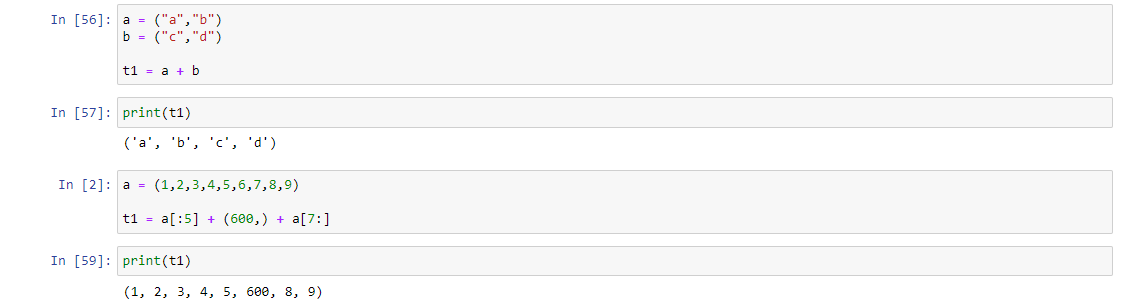 In [56]: a = ("a","b")
b = ("c","d")
t1 = a + b
In [57]: print(t1)
('a', 'b', 'c', 'd')
In [2]: a = (1,2,3,4,5,6,7,8,9)
t1 = a[:5] + (600,) + a[7:]
In [59]: print(t1)
(1, 2, 3, 4, 5, 600, 8, 9)